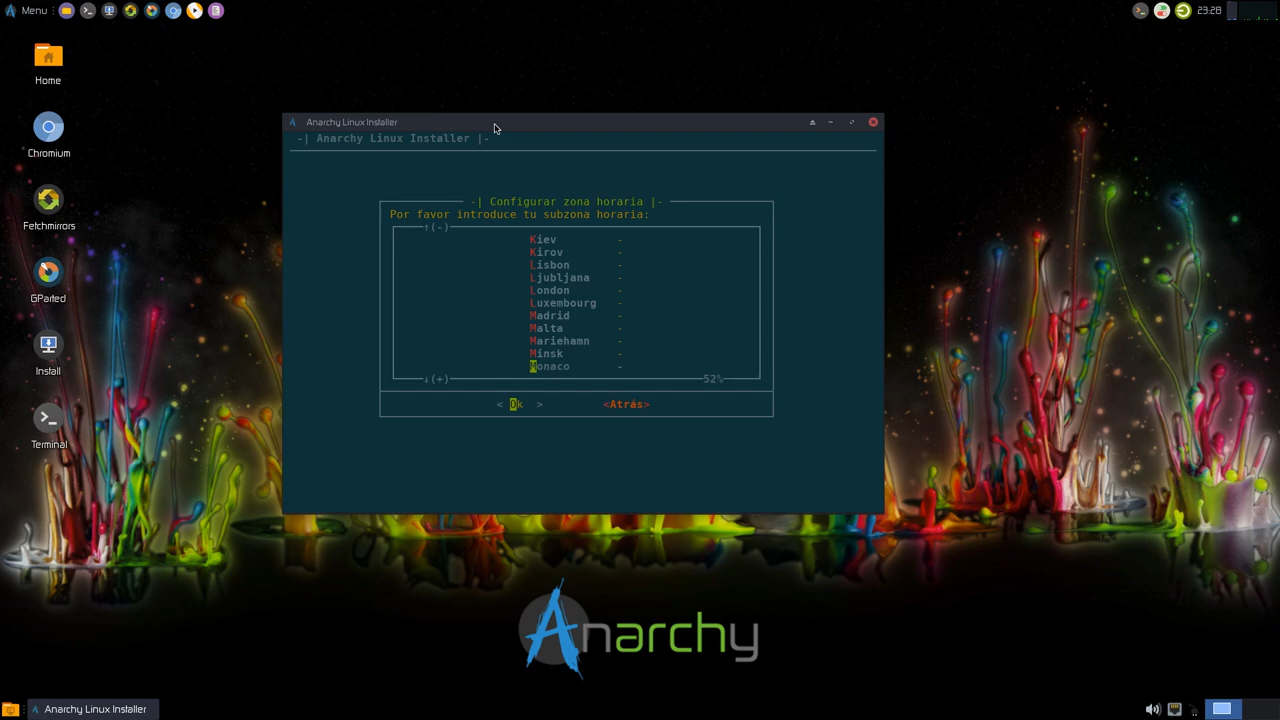 Menu
23:28
Home
Chromium
Fetchmirrors
GParted
Install
Terminal
Anarchy Linux Installer
-| Anarchy Linux Installer |-
-| Configurar zona horaria |-
Por favor introduce tu subzona horaria:
↑(-)
Kiev -
Kirov -
Lisbon -
Ljubljana -
London -
Luxembourg -
Madrid -
Malta -
Mariehamn -
Minsk -
Monaco -
↓(+) 52%
< Ok > <Atrás>
Anarchy
Anarchy Linux Installer